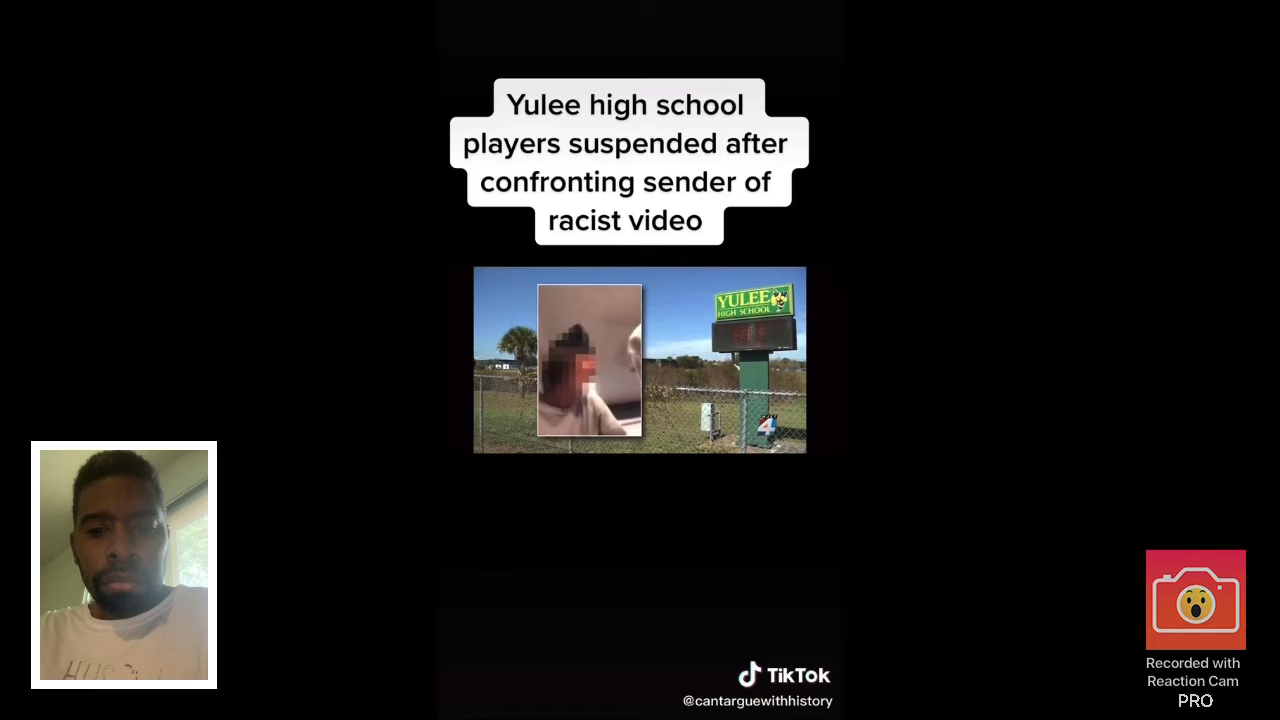 Yulee high school
players suspended after
confronting sender of
racist video
YULEE
HIGH SCHOOL
4
TikTok
@cantarguewithhistory
Recorded with
Reaction Cam
PRO